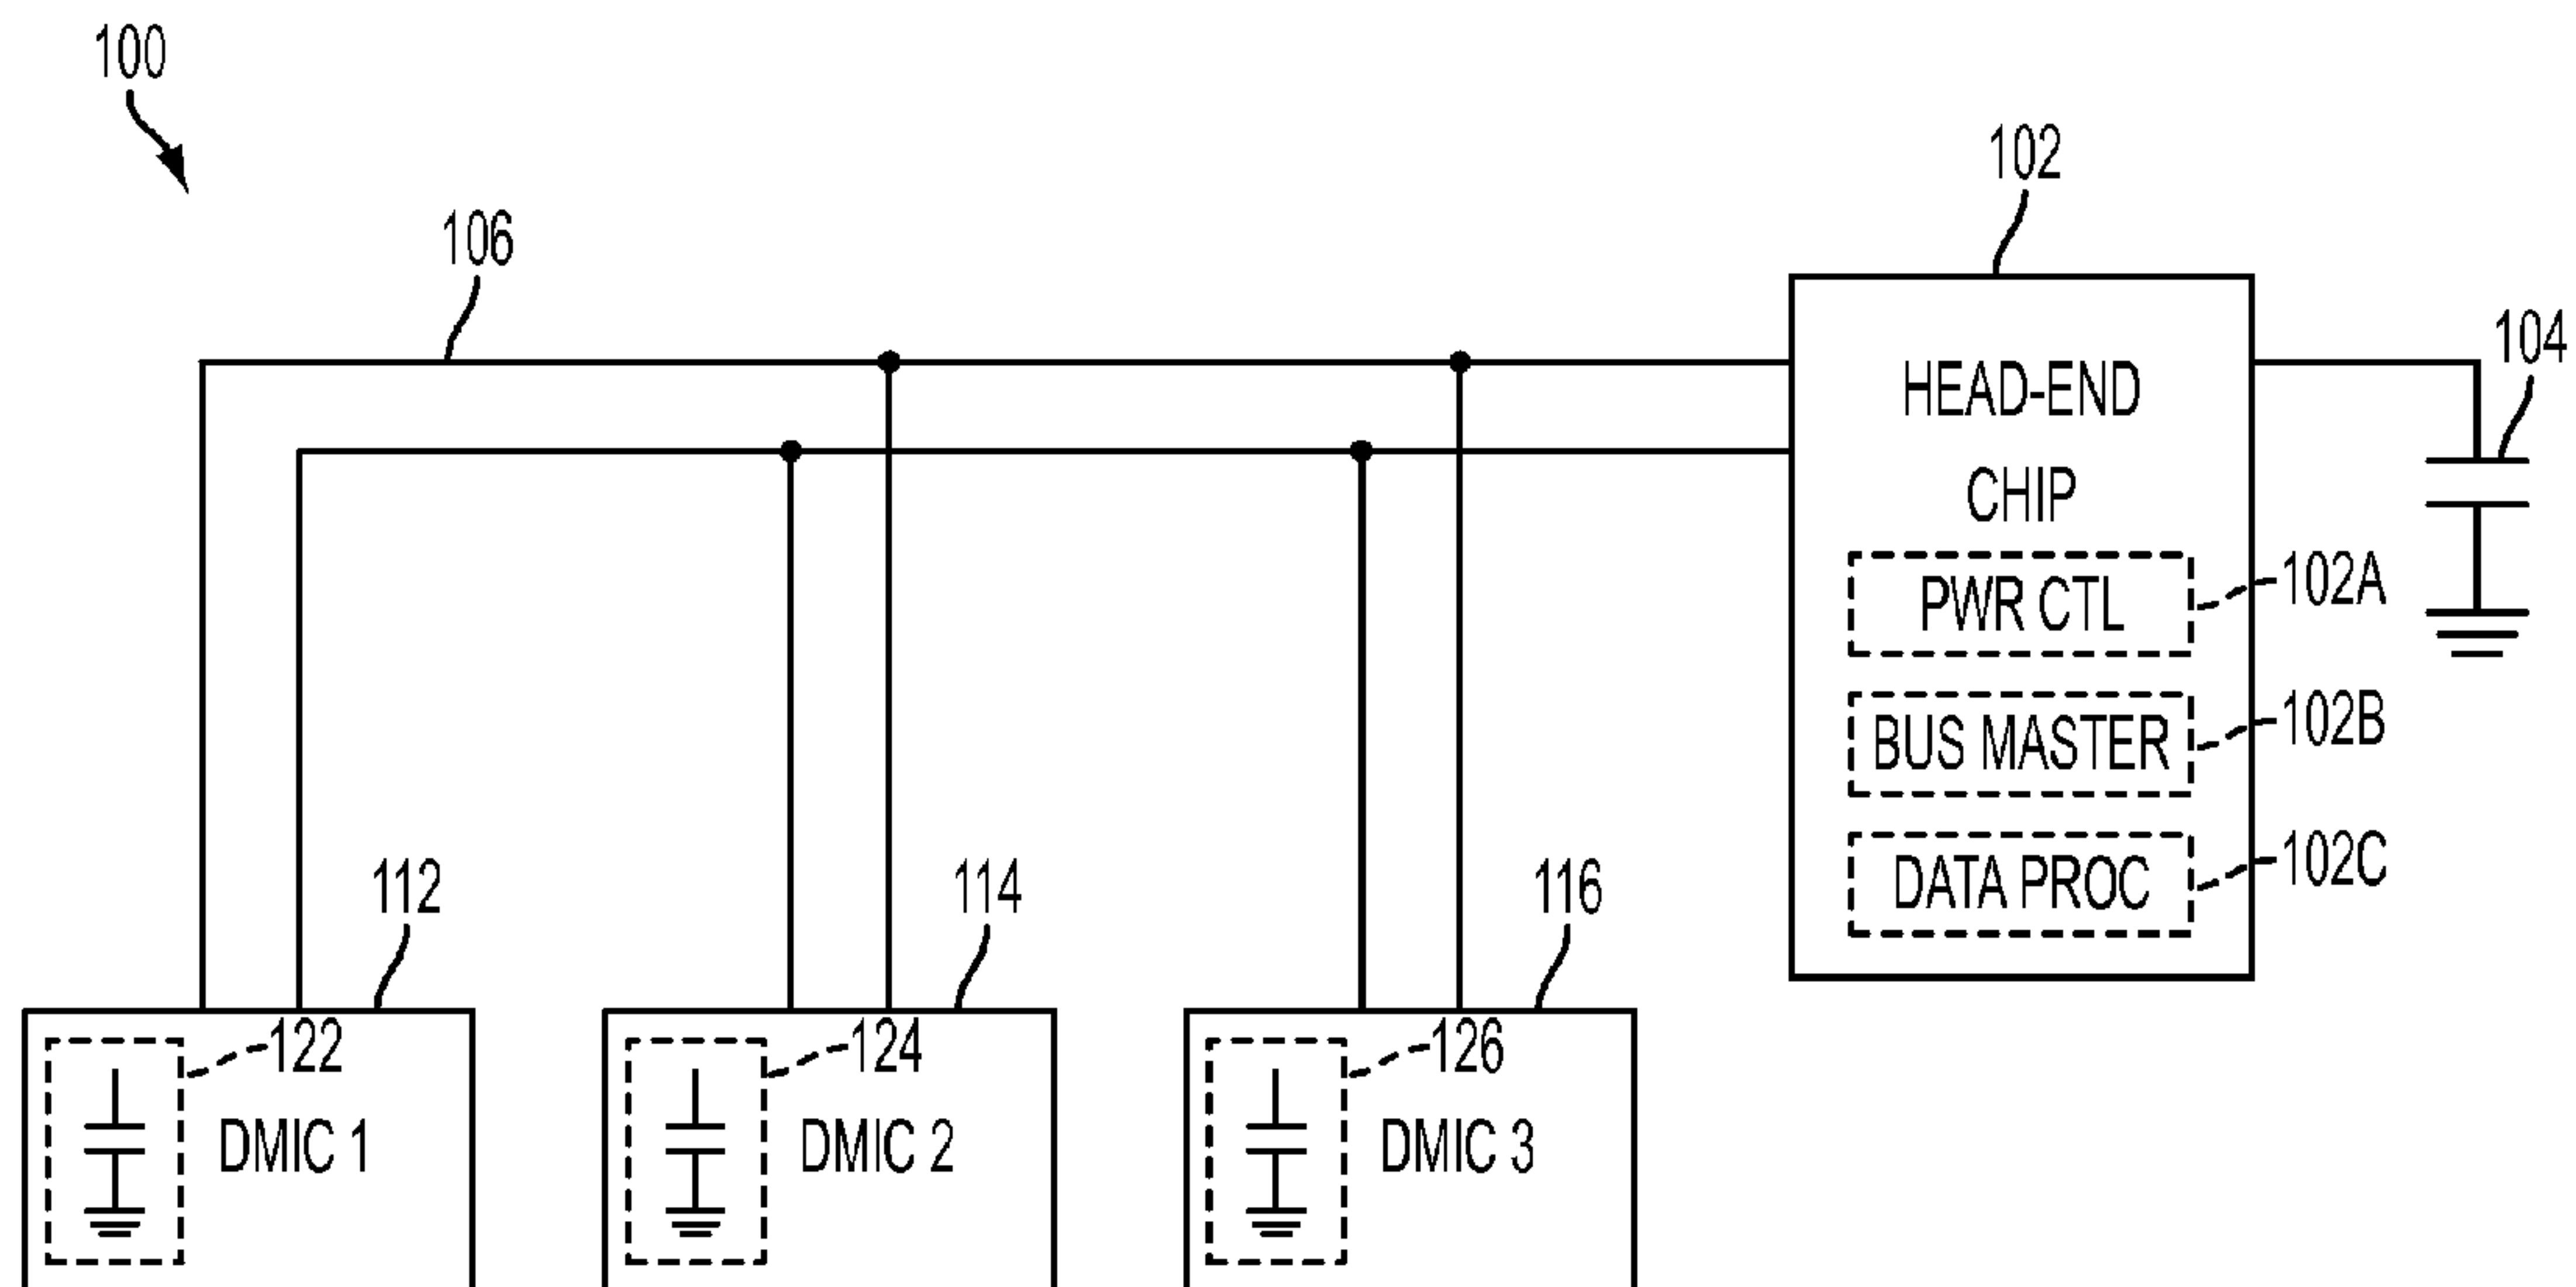 100
102
106
104
HEAD-END
CHIP
PWR CTL
102A
BUS MASTER
102B
DATA PROC
102C
112
114
116
122
124
126
DMIC 1
DMIC 2
DMIC 3